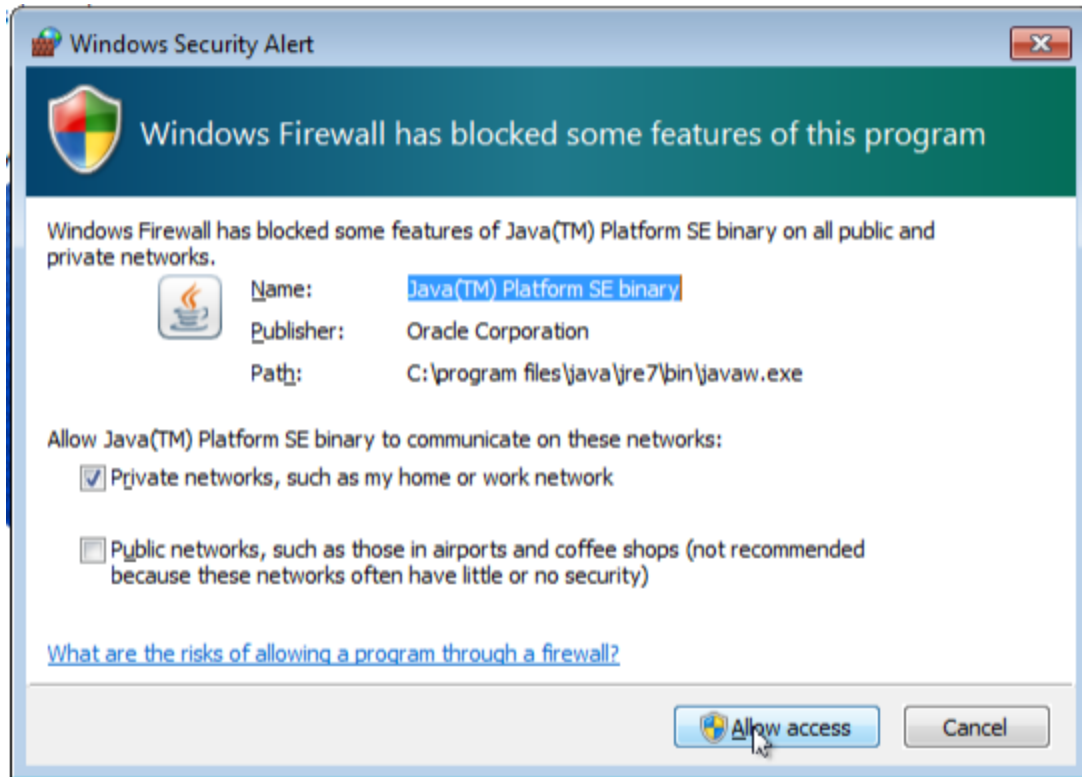 Windows Security Alert
Windows Firewall has blocked some features of this program
Windows Firewall has blocked some features of Java(TM) Platform SE binary on all public and
private networks.
Name: Java(TM) Platform SE binary
Publisher: Oracle Corporation
Path: C:\program files\java\jre7\bin\javaw.exe
Allow Java(TM) Platform SE binary to communicate on these networks:
Private networks, such as my home or work network
Public networks, such as those in airports and coffee shops (not recommended
because these networks often have little or no security)
What are the risks of allowing a program through a firewall?
Allow access Cancel